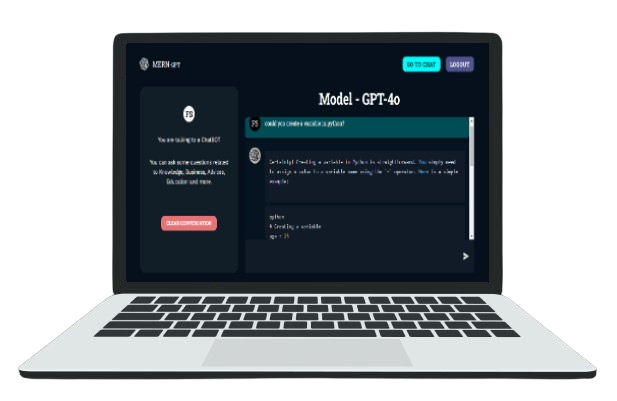 MERN GPT
GO TO CHAT
LOGOUT
FS
You are talking to a ChatBOT
You can ask some questions related
to Knowledge, Business, Advices,
Education and more.
CLEAR CONVERSATION
Model - GPT-4o
FS
could you create a variable in python?
Certainly! Creating a variable in Python is straightforward. You simply need
to assign a value to a variable name using the `=` operator. Here is a simple
example:
python
# Creating a variable
age = 25